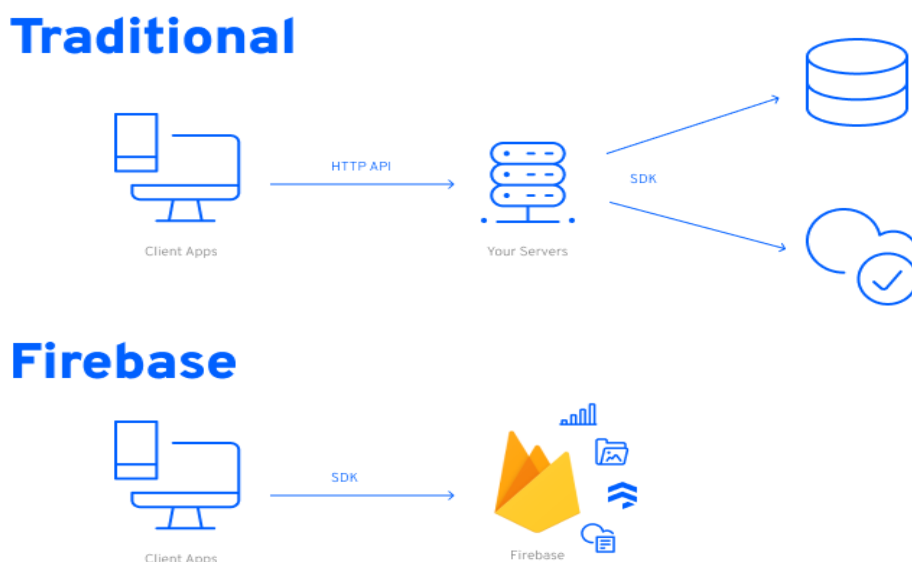 Traditional
HTTP API
SDK
Client Apps
Your Servers
Firebase
SDK
Firebase
Client Apps